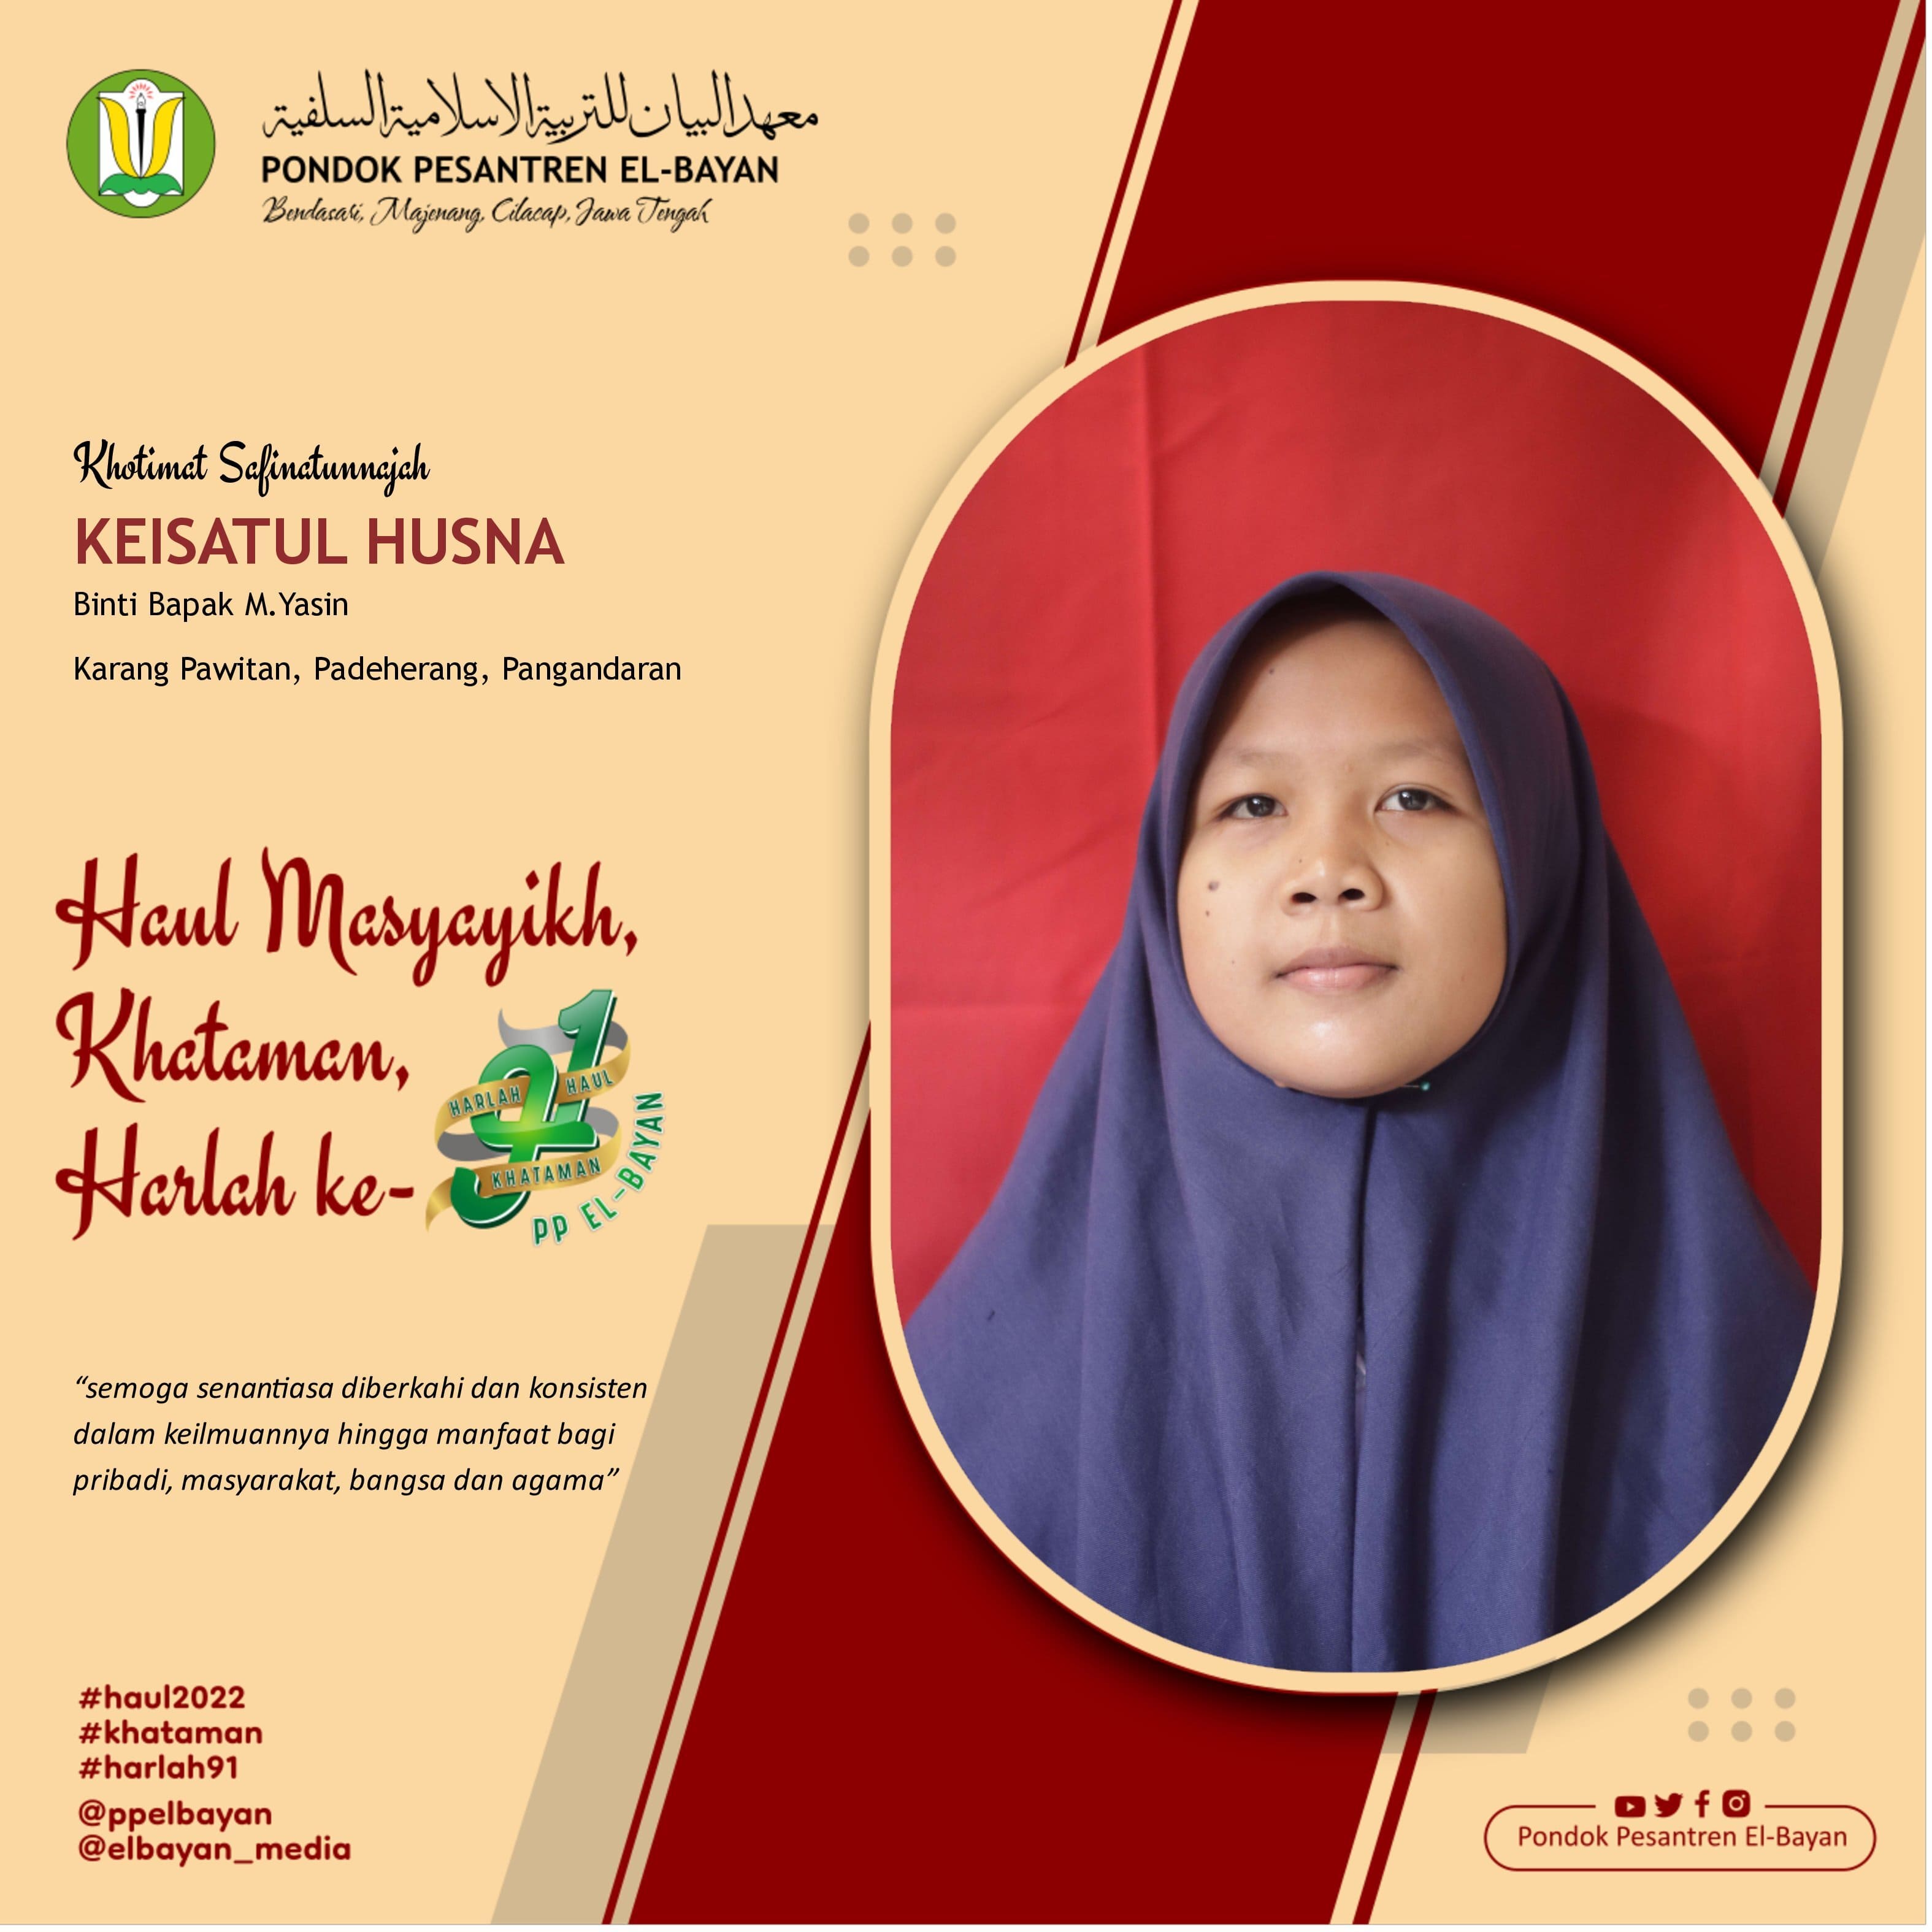 معهد البيان للتربية الاسلامية السلفية
PONDOK PESANTREN EL-BAYAN
Bendasari, Majenang, Cilacap, Jawa Tengah
Khotimat Safinatunnajah
KEISATUL HUSNA
Binti Bapak M.Yasin
Karang Pawitan, Padeherang, Pangandaran
Haul Masyayikh,
Khataman,
Harlah ke-
91
HARLAH HAUL
KHATAMAN
PP EL-BAYAN
“semoga senantiasa diberkahi dan konsisten
dalam keilmuannya hingga manfaat bagi
pribadi, masyarakat, bangsa dan agama”
#haul2022
#khataman
#harlah91
@ppelbayan
@elbayan_media
Pondok Pesantren El-Bayan